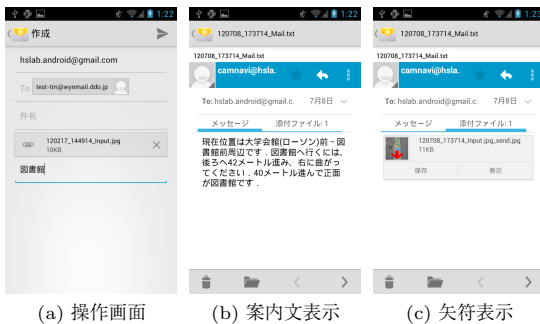 1:22
作成
hslab.android@gmail.com
To test-tm@wynmail.ddo.jp
件名
120217_144914_Input.jpg
10KB
図書館
(a) 操作画面
1:22
120708_173714_Mail.txt
120708_173714_Mail.txt
camnavi@hsla.
To: hslab.android@gmail.c. 7月8日
メッセージ 添付ファイル: 1
現在位置は大学会館(ローソン)前－図
書館前周辺です．図書館へ行くには、
後ろへ42メートル進み、右に曲がっ
てください．40メートル進んで正面
が図書館です．
(b) 案内文表示
1:23
120708_173714_Mail.txt
120708_173714_Mail.txt
camnavi@hsla.
To: hslab.android@gmail.c. 7月8日
メッセージ 添付ファイル: 1
120708_173714_Input.jpg_send.jpg
11KB
保存 表示
(c) 矢符表示